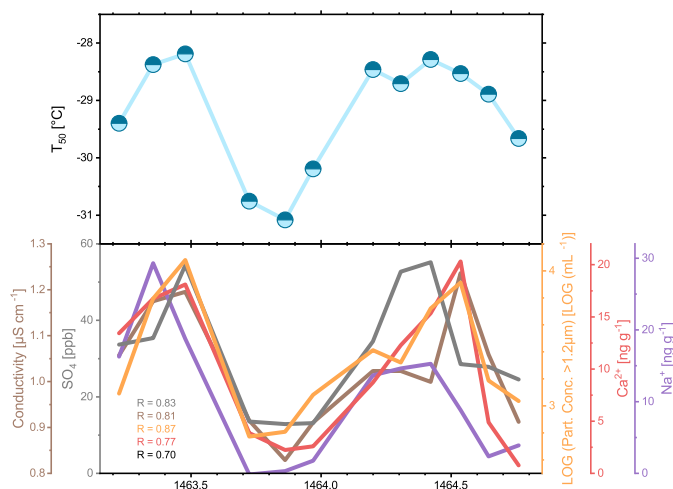 -28
-29
-30
-31
T50 [°C]
1.3
1.2
1.1
1.0
0.9
0.8
Conductivity [µS cm-1]
60
40
20
0
SO4 [ppb]
R = 0.83
R = 0.81
R = 0.87
R = 0.77
R = 0.70
1463.5
1464.0
1464.5
4
3
LOG (Part. Conc. >1.2µm) [LOG (mL -1)]
20
15
10
5
0
Ca2+ [ng g-1]
30
20
10
0
Na+ [ng g-1]